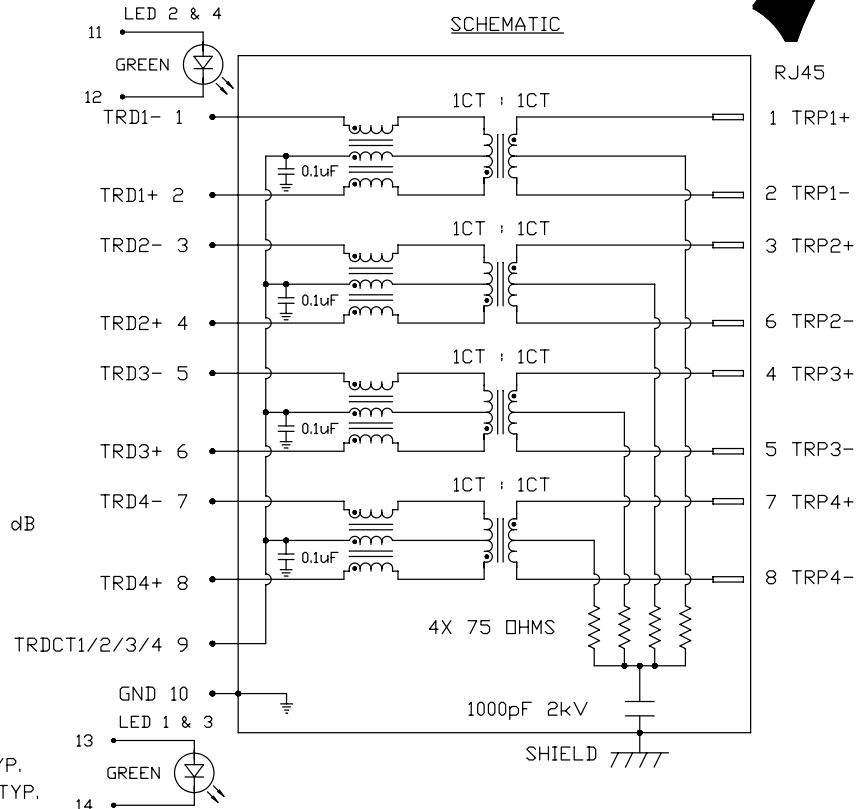 LED 2 & 4
11
GREEN
12
SCHEMATIC
RJ45
TRD1- 1
1CT : 1CT
1 TRP1+
0.1uF
TRD1+ 2
2 TRP1-
TRD2- 3
1CT : 1CT
3 TRP2+
0.1uF
TRD2+ 4
6 TRP2-
TRD3- 5
1CT : 1CT
4 TRP3+
0.1uF
TRD3+ 6
5 TRP3-
TRD4- 7
1CT : 1CT
7 TRP4+
dB
0.1uF
TRD4+ 8
8 TRP4-
4X 75 OHMS
TRDCT1/2/3/4 9
GND 10
1000pF 2kV
LED 1 & 3
13
SHIELD
GREEN
YP.
TYP.
14